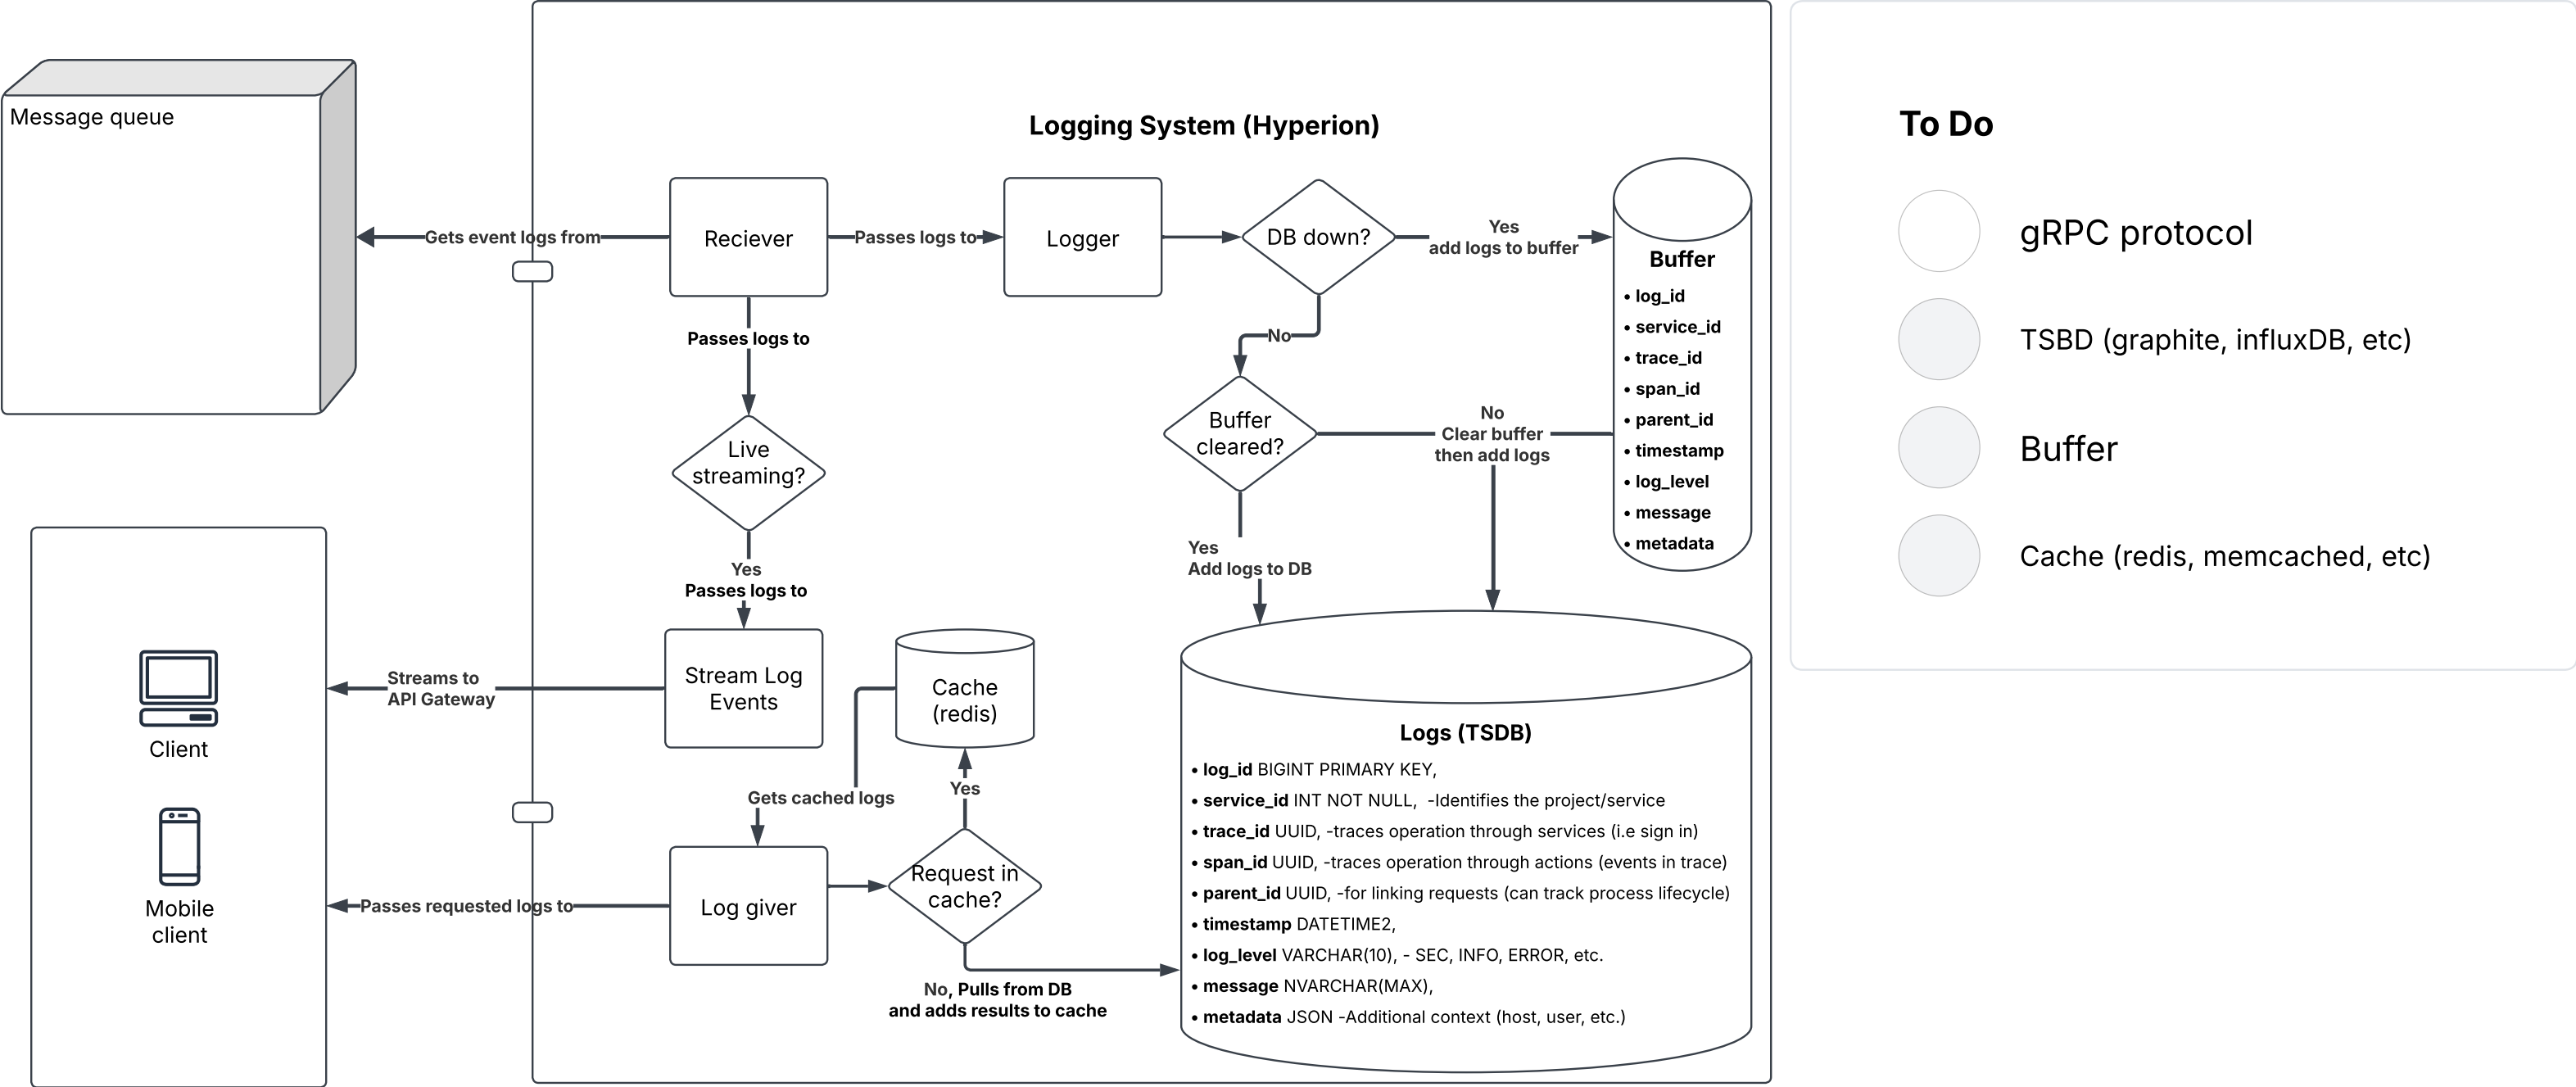 Message queue
Logging System (Hyperion)
Gets event logs from
Reciever
Passes logs to
Logger
DB down?
Yes
add logs to buffer
Buffer
• log_id
• service_id
• trace_id
• span_id
• parent_id
• timestamp
• log_level
• message
• metadata
No
Passes logs to
Buffer
cleared?
No
Clear buffer
then add logs
Live
streaming?
Yes
Add logs to DB
Yes
Passes logs to
Stream Log
Events
Streams to
API Gateway
Client
Mobile
client
Cache
(redis)
Gets cached logs
Yes
Log giver
Request in
cache?
Passes requested logs to
No, Pulls from DB
and adds results to cache
Logs (TSDB)
• log_id BIGINT PRIMARY KEY,
• service_id INT NOT NULL,  -Identifies the project/service
• trace_id UUID, -traces operation through services (i.e sign in)
• span_id UUID, -traces operation through actions (events in trace)
• parent_id UUID, -for linking requests (can track process lifecycle)
• timestamp DATETIME2,
• log_level VARCHAR(10), - SEC, INFO, ERROR, etc.
• message NVARCHAR(MAX),
• metadata JSON -Additional context (host, user, etc.)
To Do
gRPC protocol
TSBD (graphite, influxDB, etc)
Buffer
Cache (redis, memcached, etc)